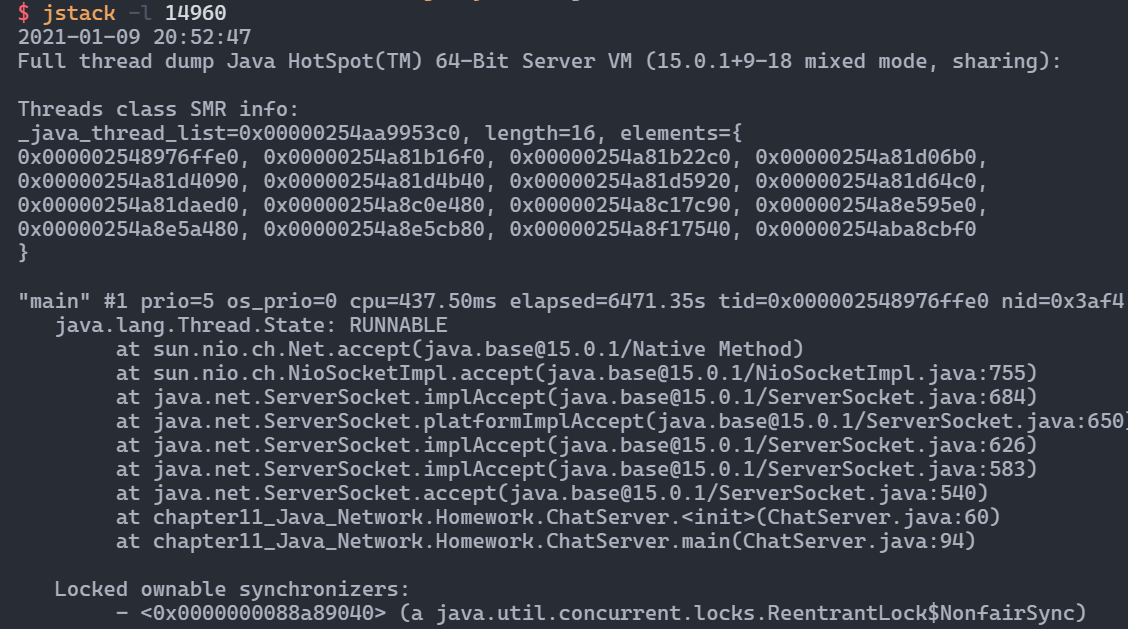 $ jstack -l 14960
2021-01-09 20:52:47
Full thread dump Java HotSpot(TM) 64-Bit Server VM (15.0.1+9-18 mixed mode, sharing):
Threads class SMR info:
_java_thread_list=0x00000254aa9953c0, length=16, elements={
0x000002548976ffe0, 0x00000254a81b16f0, 0x00000254a81b22c0, 0x00000254a81d06b0,
0x00000254a81d4090, 0x00000254a81d4b40, 0x00000254a81d5920, 0x00000254a81d64c0,
0x00000254a81daed0, 0x00000254a8c0e480, 0x00000254a8c17c90, 0x00000254a8e595e0,
0x00000254a8e5a480, 0x00000254a8e5cb80, 0x00000254a8f17540, 0x00000254aba8cbf0
}
"main" #1 prio=5 os_prio=0 cpu=437.50ms elapsed=6471.35s tid=0x000002548976ffe0 nid=0x3af4
java.lang.Thread.State: RUNNABLE
at sun.nio.ch.Net.accept(java.base@15.0.1/Native Method)
at sun.nio.ch.NioSocketImpl.accept(java.base@15.0.1/NioSocketImpl.java:755)
at java.net.ServerSocket.implAccept(java.base@15.0.1/ServerSocket.java:684)
at java.net.ServerSocket.platformImplAccept(java.base@15.0.1/ServerSocket.java:650)
at java.net.ServerSocket.implAccept(java.base@15.0.1/ServerSocket.java:626)
at java.net.ServerSocket.implAccept(java.base@15.0.1/ServerSocket.java:583)
at java.net.ServerSocket.accept(java.base@15.0.1/ServerSocket.java:540)
at chapter11_Java_Network.Homework.ChatServer.<init>(ChatServer.java:60)
at chapter11_Java_Network.Homework.ChatServer.main(ChatServer.java:94)
Locked ownable synchronizers:
- <0x0000000088a89040> (a java.util.concurrent.locks.ReentrantLock$NonfairSync)